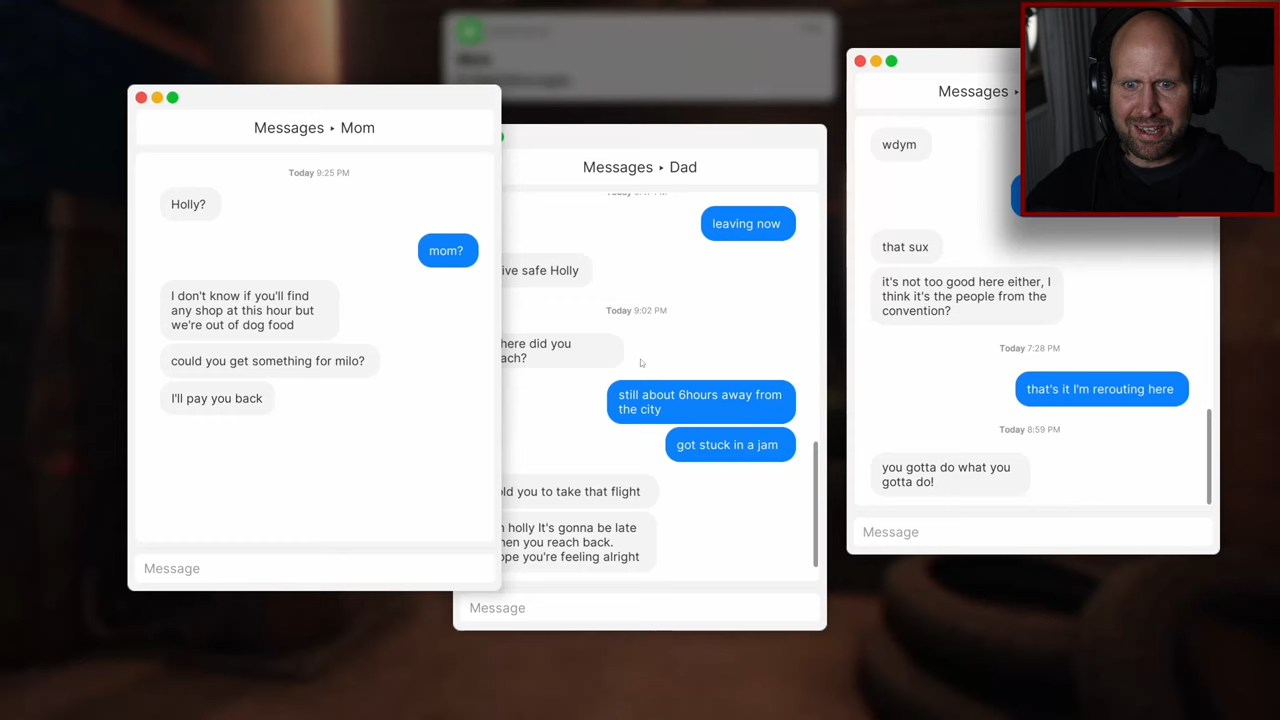 Messages ▸ Mom
Today 9:25 PM
Holly?
mom?
I don't know if you'll find
any shop at this hour but
we're out of dog food
could you get something for milo?
I'll pay you back
Message
Messages ▸ Dad
leaving now
ive safe Holly
Today 9:02 PM
here did you
ach?
still about 6hours away from
the city
got stuck in a jam
old you to take that flight
holly It's gonna be late
hen you reach back.
ope you're feeling alright
Message
Messages ▸
wdym
that sux
it's not too good here either, I
think it's the people from the
convention?
Today 7:28 PM
that's it I'm rerouting here
Today 8:59 PM
you gotta do what you
gotta do!
Message